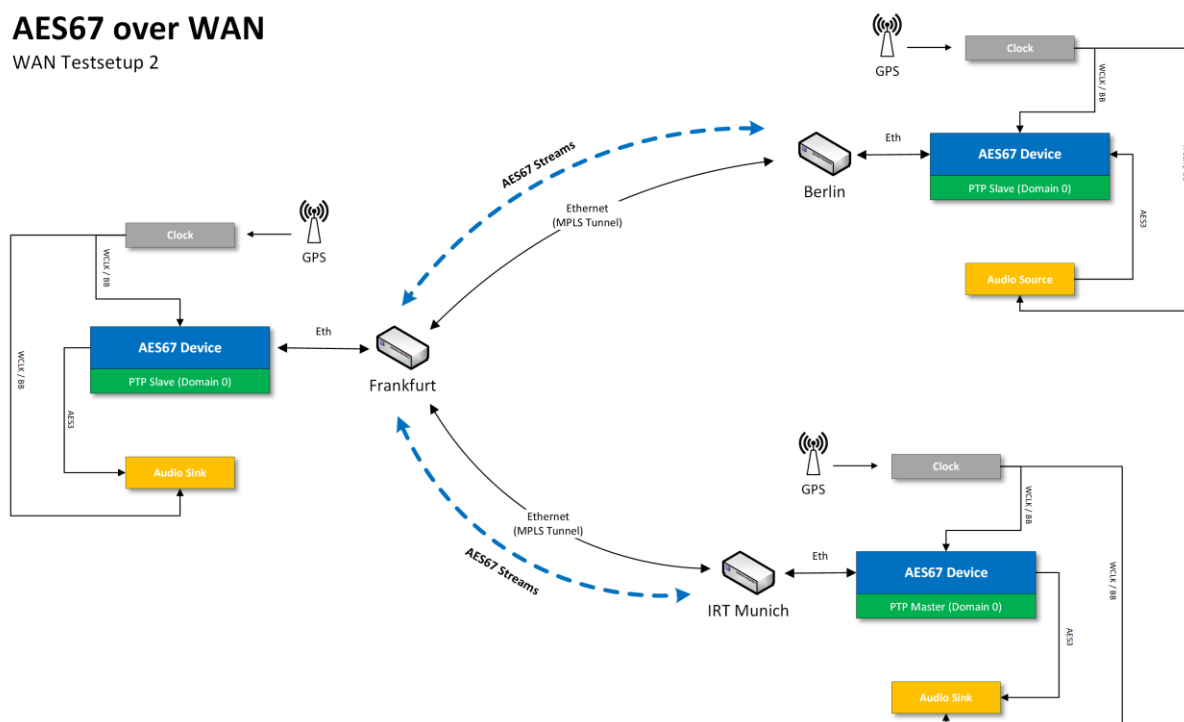 AES67 over WAN
WAN Testsetup 2
GPS
Clock
WCLK / BB
AES67 Streams
Eth
AES67 Device
PTP Slave (Domain 0)
Berlin
AES3
Ethernet
(MPLS Tunnel)
Audio Source
Clock
GPS
WCLK / BB
WCLK / BB
Eth
AES67 Device
PTP Slave (Domain 0)
Frankfurt
AES3
Audio Sink
GPS
Clock
WCLK / BB
WCLK / BB
Ethernet
(MPLS Tunnel)
AES67 Streams
Eth
AES67 Device
PTP Master (Domain 0)
IRT Munich
AES3
Audio Sink